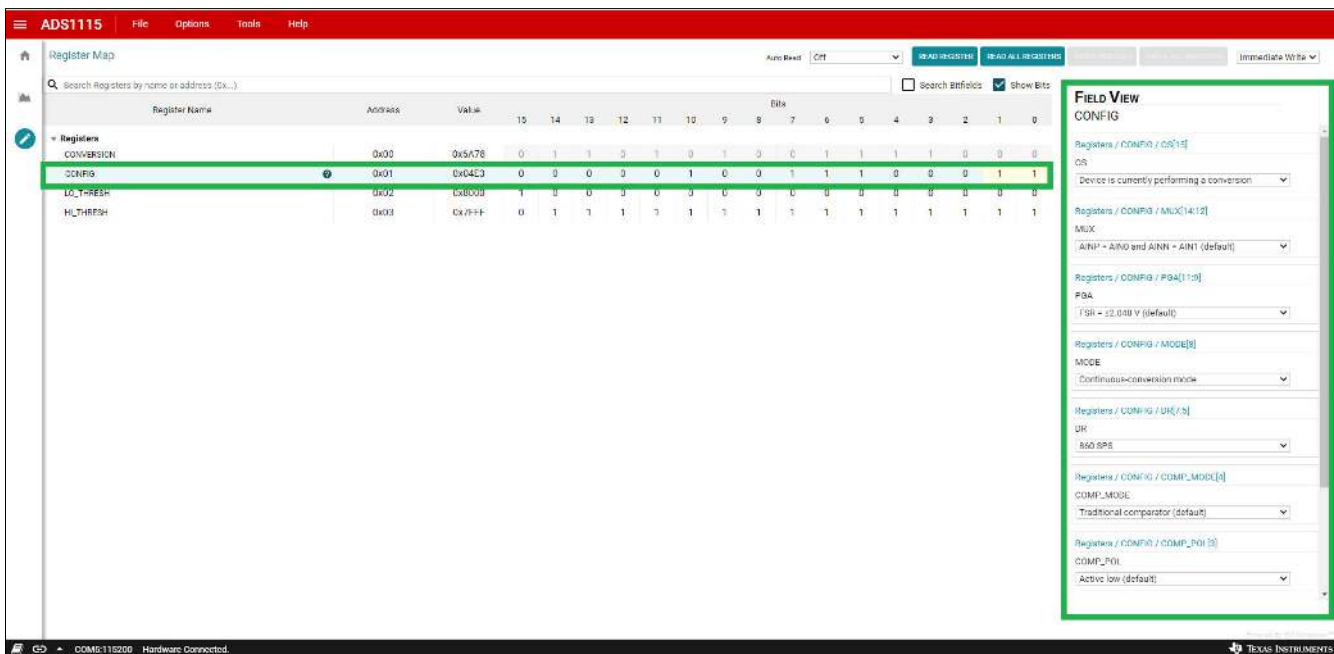 ADS1115 File Options Tools Help
Register Map
Auto Read Off READ REGISTER READ ALL REGISTERS Immediate Write
Search Registers by name or address (0x...) Search Bitfields Show Bits
Register Name Address Value Bits
15 14 13 12 11 10 9 8 7 6 5 4 3 2 1 0
Registers
CONVERSION 0x00 0x5A78 0 1 0 1 1 0 1 0 0 1 1 1 1 0 0 0
CONFIG 0x01 0x04E3 0 0 0 0 0 1 0 0 1 1 1 0 0 0 1 1
LO_THRESH 0x02 0x8000 1 0 0 0 0 0 0 0 0 0 0 0 0 0 0 0
HI_THRESH 0x03 0x7FFF 0 1 1 1 1 1 1 1 1 1 1 1 1 1 1 1
FIELD VIEW
CONFIG
Registers / CONFIG / OS[15]
OS
Device is currently performing a conversion
Registers / CONFIG / MUX[14:12]
MUX
AINP = AIN0 and AINN = AIN1 (default)
Registers / CONFIG / PGA[11:9]
PGA
FSR = ±2.048 V (default)
Registers / CONFIG / MODE[8]
MODE
Continuous-conversion mode
Registers / CONFIG / DR[7:5]
DR
860 SPS
Registers / CONFIG / COMP_MODE[4]
COMP_MODE
Traditional comparator (default)
Registers / CONFIG / COMP_POL[3]
COMP_POL
Active low (default)
COM6:115200 Hardware Connected.
TEXAS INSTRUMENTS